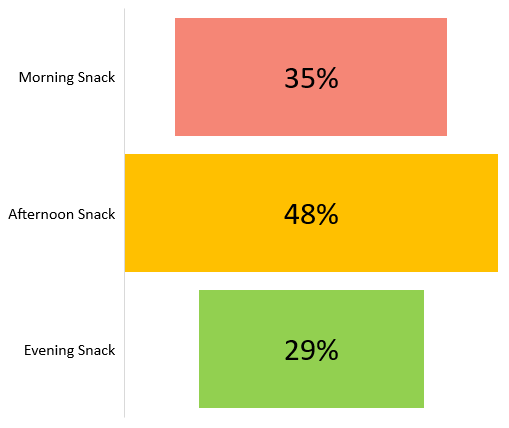 Morning Snack
35%
Afternoon Snack
48%
Evening Snack
29%